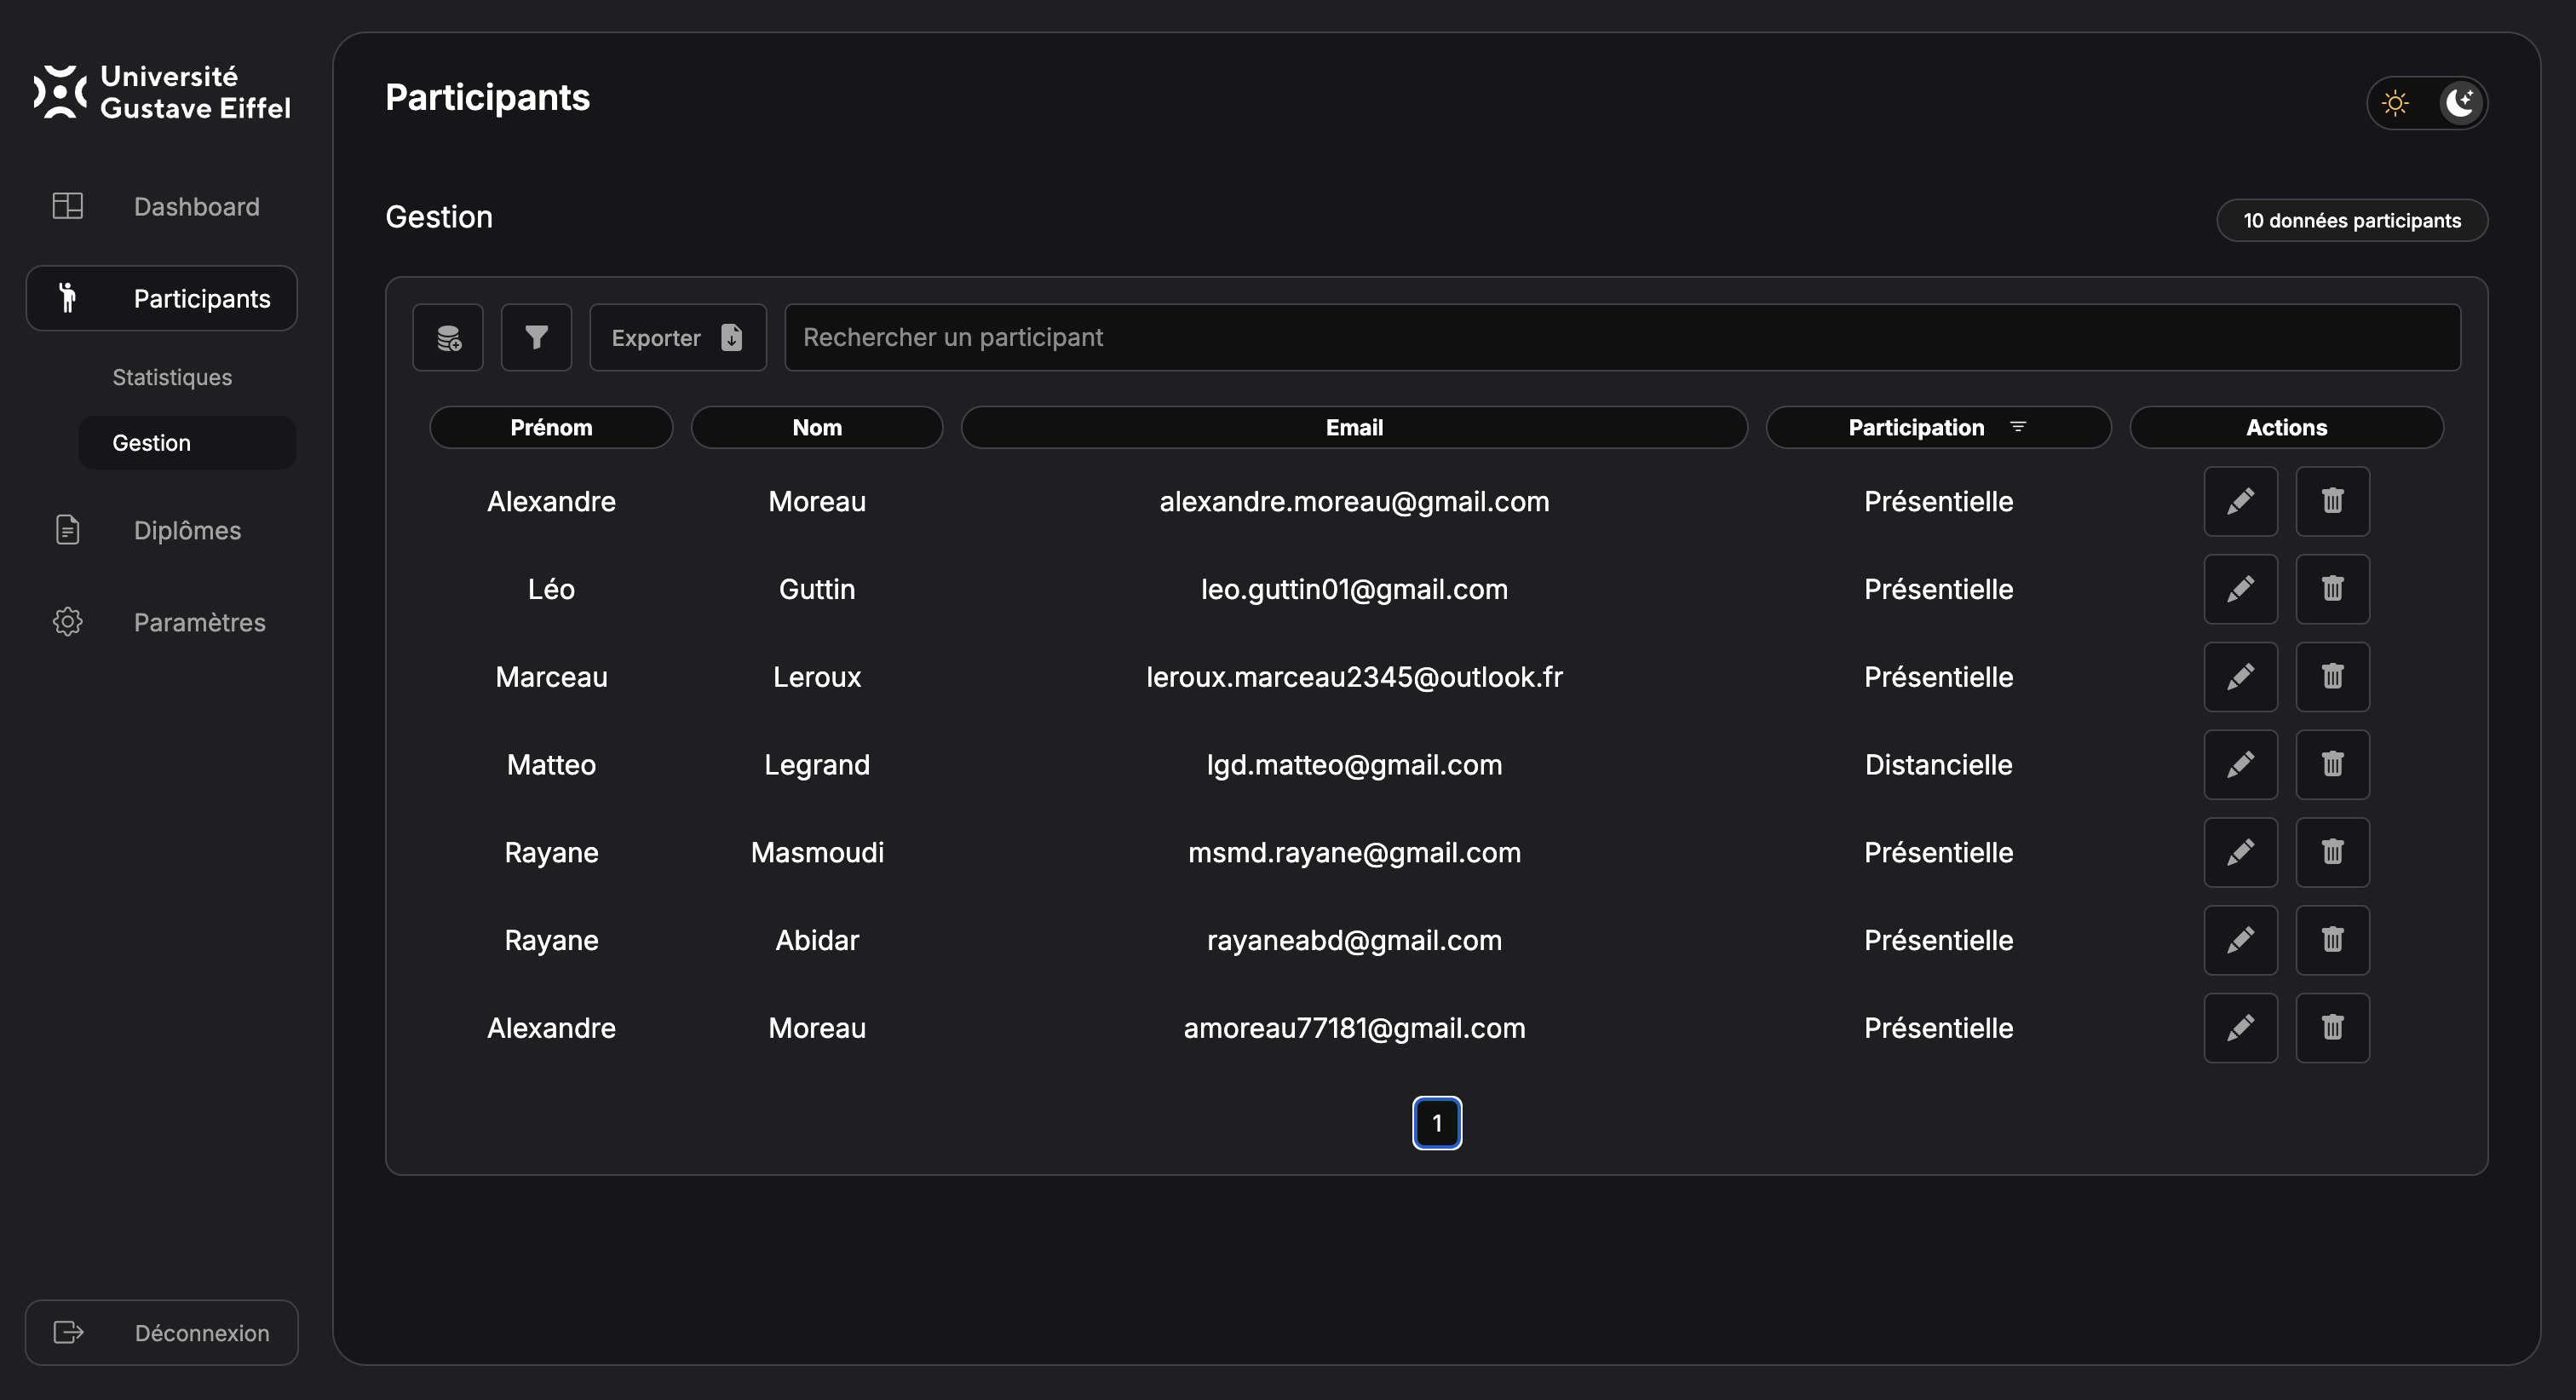 Université
Gustave Eiffel
Dashboard
Participants
Statistiques
Gestion
Diplômes
Paramètres
Déconnexion
Participants
Gestion
10 données participants
Exporter
Rechercher un participant
Prénom Nom Email Participation Actions
Alexandre Moreau alexandre.moreau@gmail.com Présentielle
Léo Guttin leo.guttin01@gmail.com Présentielle
Marceau Leroux leroux.marceau2345@outlook.fr Présentielle
Matteo Legrand lgd.matteo@gmail.com Distancielle
Rayane Masmoudi msmd.rayane@gmail.com Présentielle
Rayane Abidar rayaneabd@gmail.com Présentielle
Alexandre Moreau amoreau77181@gmail.com Présentielle
1